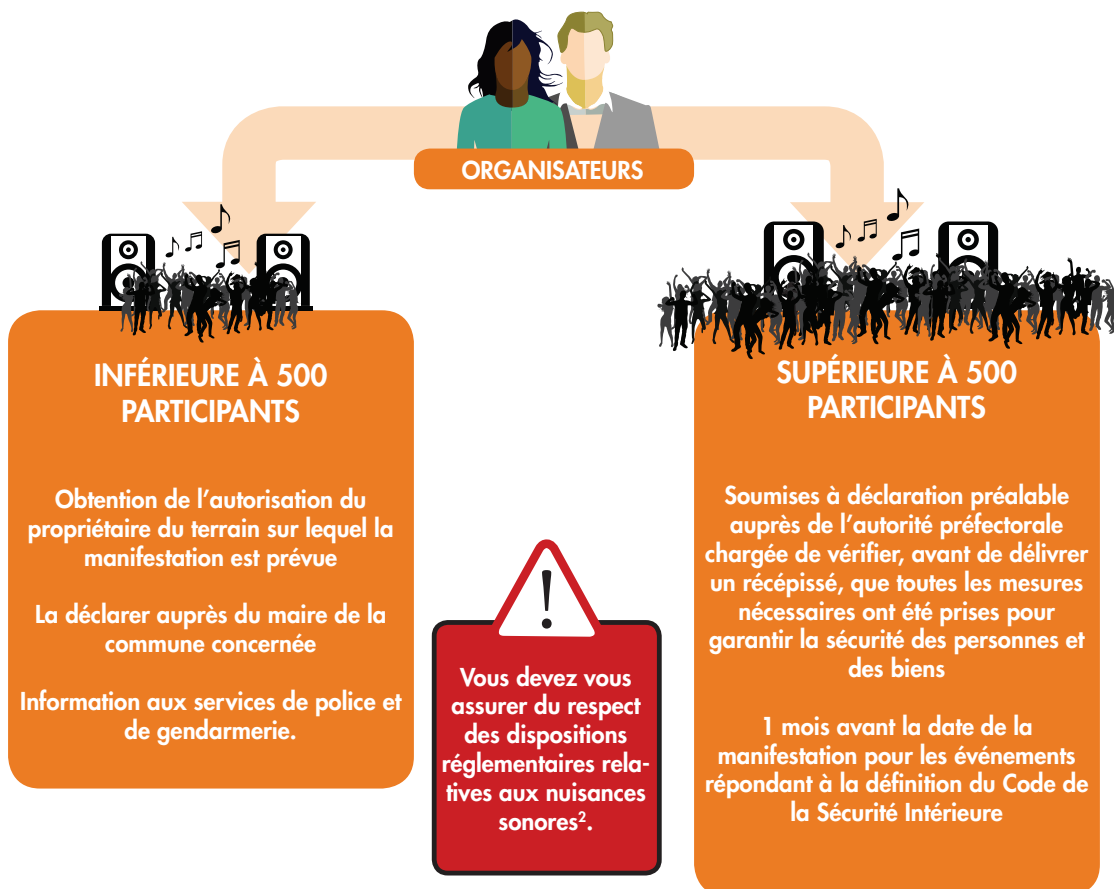 ORGANISATEURS
INFÉRIEURE À 500
PARTICIPANTS
Obtention de l'autorisation du
propriétaire du terrain sur lequel la
manifestation est prévue
La déclarer auprès du maire de la
commune concernée
Information aux services de police et
de gendarmerie.
!
Vous devez vous
assurer du respect
des dispositions
réglementaires rela-
tives aux nuisances
sonores².
SUPÉRIEURE À 500
PARTICIPANTS
Soumises à déclaration préalable
auprès de l'autorité préfectorale
chargée de vérifier, avant de délivrer
un récépissé, que toutes les mesures
nécessaires ont été prises pour
garantir la sécurité des personnes et
des biens
1 mois avant la date de la
manifestation pour les événements
répondant à la définition du Code de
la Sécurité Intérieure